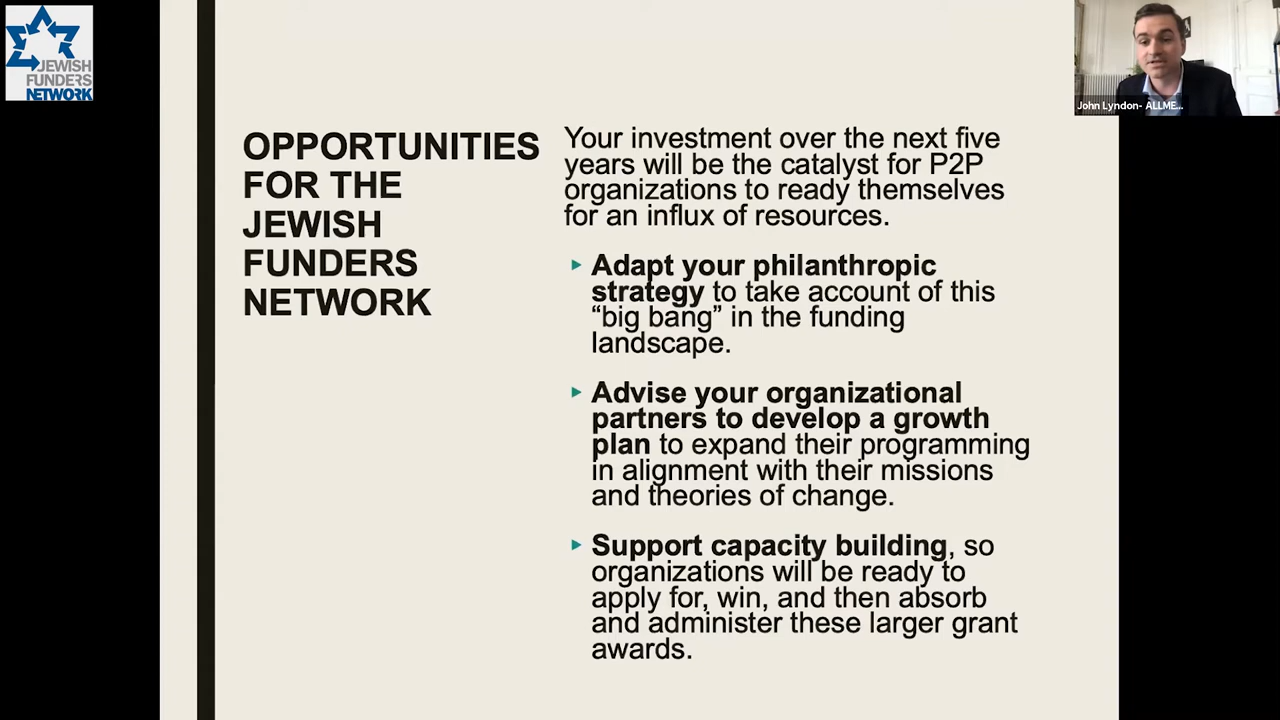 JEWISH
FUNDERS
NETWORK
John Lyndon- ALLME...
OPPORTUNITIES
FOR THE
JEWISH
FUNDERS
NETWORK
Your investment over the next five
years will be the catalyst for P2P
organizations to ready themselves
for an influx of resources.
Adapt your philanthropic
strategy to take account of this
“big bang” in the funding
landscape.
Advise your organizational
partners to develop a growth
plan to expand their programming
in alignment with their missions
and theories of change.
Support capacity building, so
organizations will be ready to
apply for, win, and then absorb
and administer these larger grant
awards.